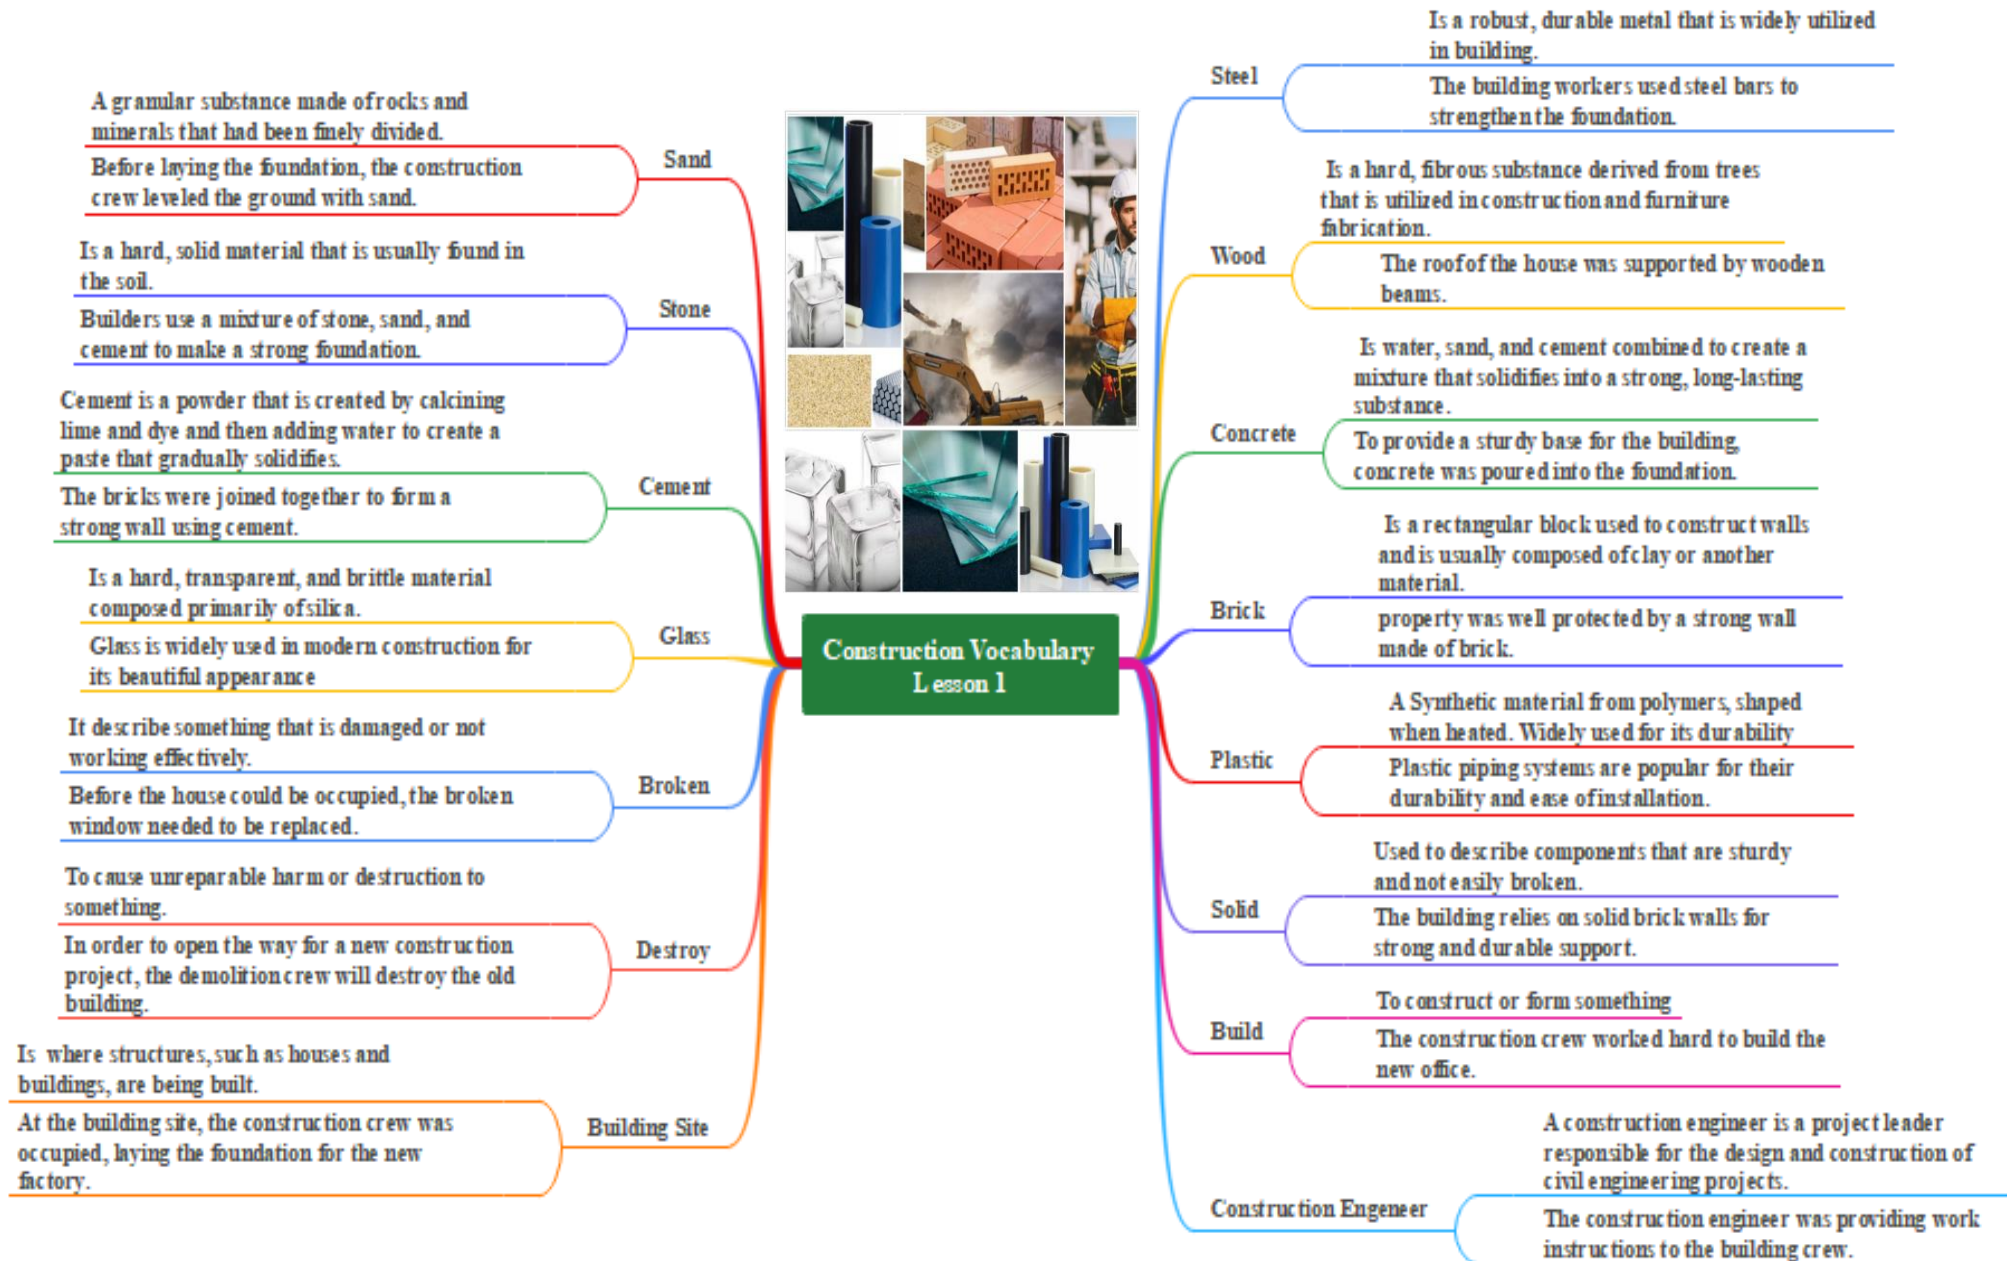 Construction Vocabulary
Lesson 1
Sand
A granular substance made of rocks and
minerals that had been finely divided.
Before laying the foundation, the construction
crew leveled the ground with sand.
Stone
Is a hard, solid material that is usually found in
the soil.
Builders use a mixture of stone, sand, and
cement to make a strong foundation.
Cement
Cement is a powder that is created by calcining
lime and dye and then adding water to create a
paste that gradually solidifies.
The bricks were joined together to form a
strong wall using cement.
Glass
Is a hard, transparent, and brittle material
composed primarily of silica.
Glass is widely used in modern construction for
its beautiful appearance
Broken
It describe something that is damaged or not
working effectively.
Before the house could be occupied, the broken
window needed to be replaced.
Destroy
To cause unreparable harm or destruction to
something.
In order to open the way for a new construction
project, the demolition crew will destroy the old
building.
Building Site
Is where structures, such as houses and
buildings, are being built.
At the building site, the construction crew was
occupied, laying the foundation for the new
factory.
Steel
Is a robust, durable metal that is widely utilized
in building.
The building workers used steel bars to
strengthen the foundation.
Wood
Is a hard, fibrous substance derived from trees
that is utilized in construction and furniture
fabrication.
The roof of the house was supported by wooden
beams.
Concrete
Is water, sand, and cement combined to create a
mixture that solidifies into a strong, long-lasting
substance.
To provide a sturdy base for the building,
concrete was poured into the foundation.
Brick
Is a rectangular block used to construct walls
and is usually composed of clay or another
material.
property was well protected by a strong wall
made of brick.
Plastic
A Synthetic material from polymers, shaped
when heated. Widely used for its durability
Plastic piping systems are popular for their
durability and ease of installation.
Solid
Used to describe components that are sturdy
and not easily broken.
The building relies on solid brick walls for
strong and durable support.
Build
To construct or form something
The construction crew worked hard to build the
new office.
Construction Engeneer
A construction engineer is a project leader
responsible for the design and construction of
civil engineering projects.
The construction engineer was providing work
instructions to the building crew.